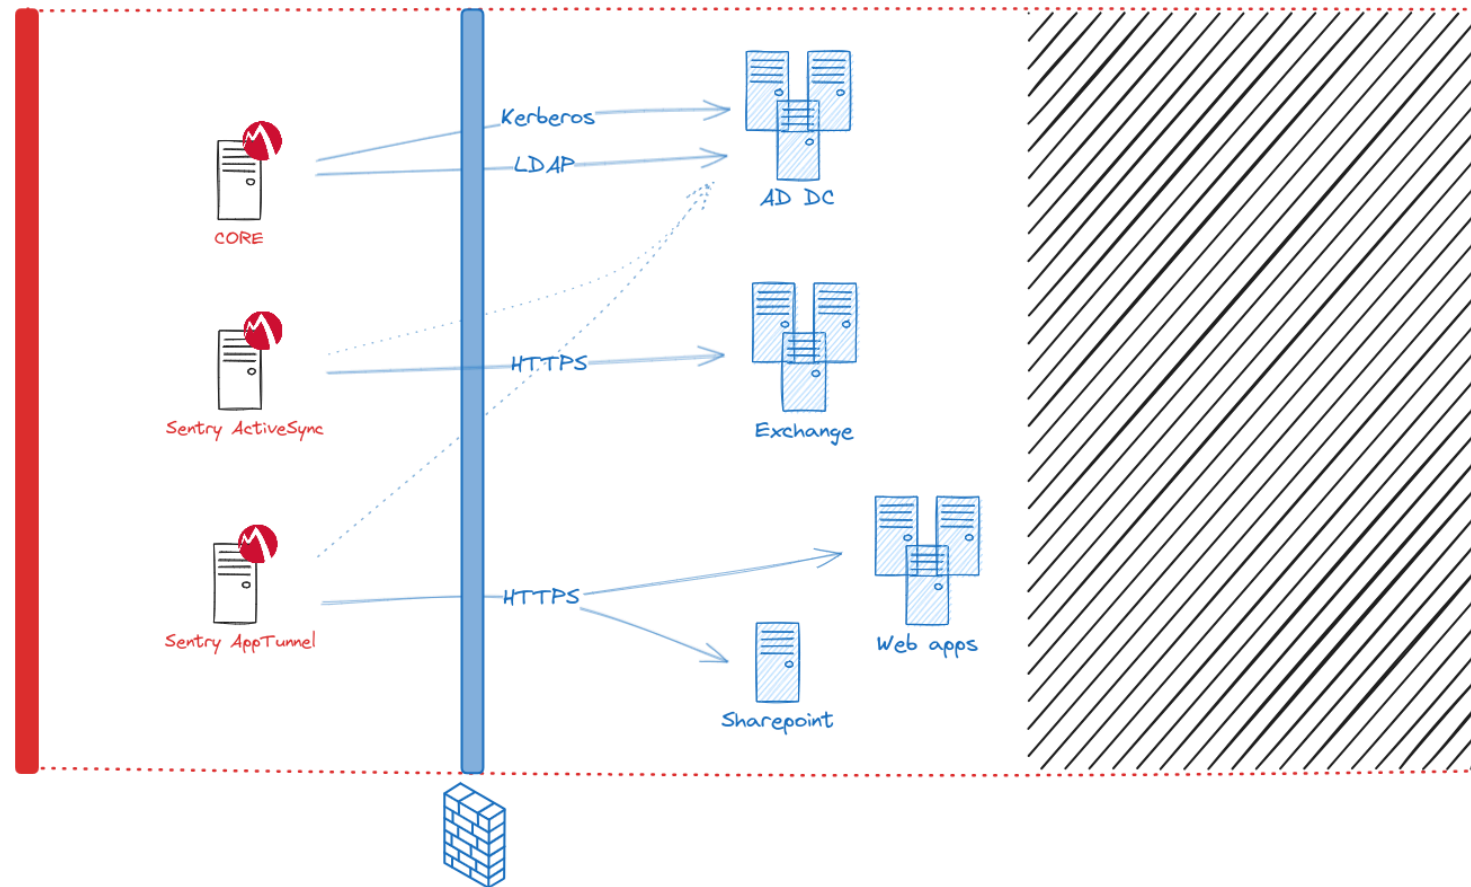 Kerberos
LDAP
AD DC
CORE
HTTPS
Sentry ActiveSync
Exchange
HTTPS
Sentry AppTunnel
Web apps
Sharepoint